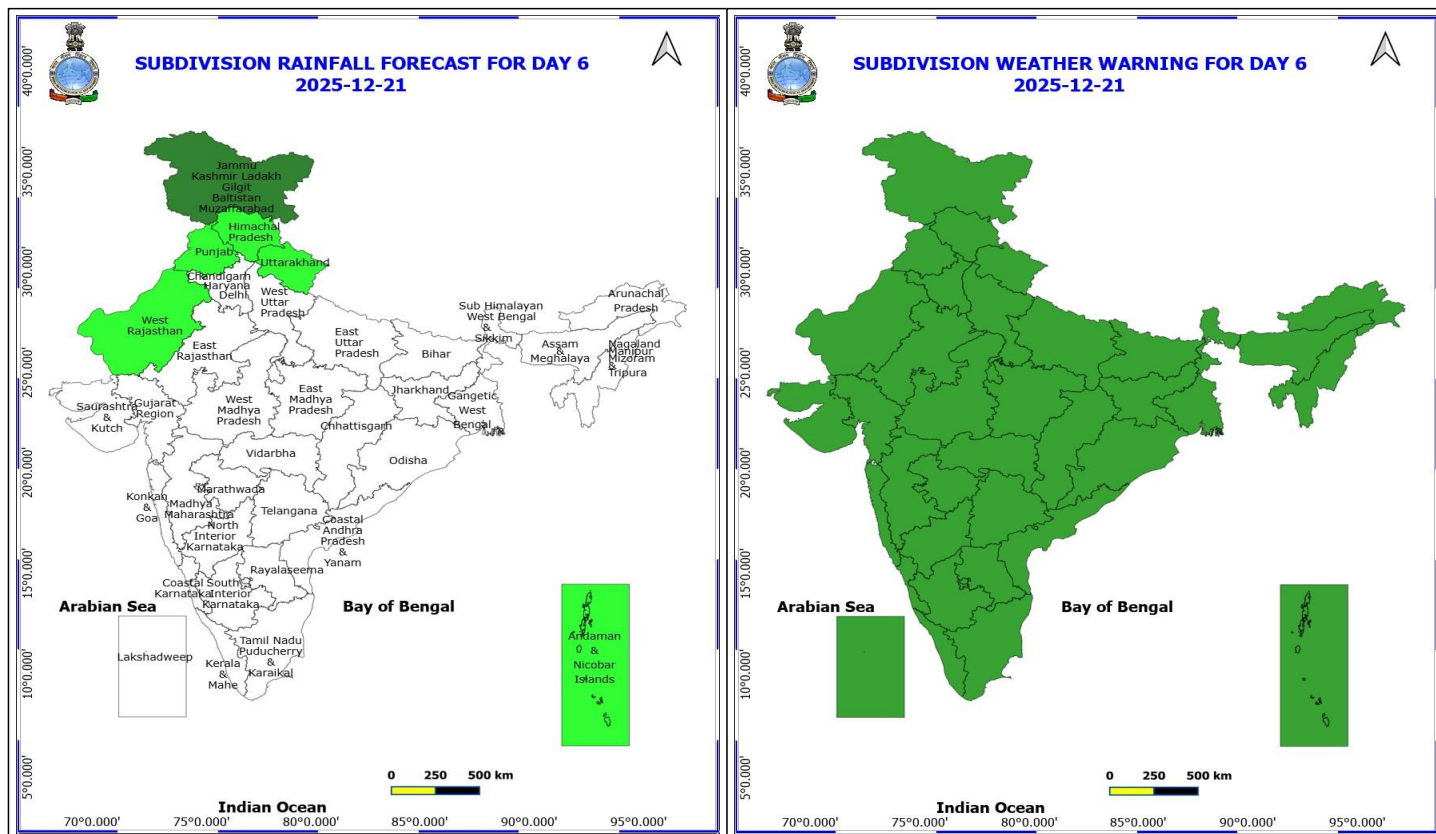 SUBDIVISION RAINFALL FORECAST FOR DAY 6
2025-12-21
40°0.000'
35°0.000'
30°0.000'
25°0.000'
20°0.000'
15°0.000'
10°0.000'
5°0.000'
Jammu
Kashmir Ladakh
Gilgit
Baltistan
Muzaffarabad
Himachal
Pradesh
Punjab
Uttarakhand
Chandigarh
Haryana
Delhi
West
Uttar
Pradesh
West
Rajasthan
East
Rajasthan
East
Uttar
Pradesh
Bihar
Sub Himalayan
West Bengal
&
Sikkim
Arunachal
Pradesh
Assam
&
Meghalaya
Nagaland
Manipur
Mizoram
&
Tripura
Saurashtra
&
Kutch
Gujarat
Region
West
Madhya
Pradesh
East
Madhya
Pradesh
Jharkhand
Gangetic
West
Bengal
Chhattisgarh
Vidarbha
Odisha
Konkan
&
Goa
Madhya
Maharashtra
Marathwada
Telangana
North
Interior
Karnataka
Coastal
Andhra
Pradesh
&
Yanam
Rayalaseema
Coastal
Karnataka
South
Interior
Karnataka
Arabian Sea
Bay of Bengal
Lakshadweep
Kerala
&
Mahe
Tamil Nadu
Puducherry
&
Karaikal
Andaman
&
Nicobar
Islands
0 250 500 km
Indian Ocean
70°0.000' 75°0.000' 80°0.000' 85°0.000' 90°0.000' 95°0.000'
SUBDIVISION WEATHER WARNING FOR DAY 6
2025-12-21
40°0.000'
35°0.000'
30°0.000'
25°0.000'
20°0.000'
15°0.000'
10°0.000'
5°0.000'
Arabian Sea
Bay of Bengal
0 250 500 km
Indian Ocean
70°0.000' 75°0.000' 80°0.000' 85°0.000' 90°0.000' 95°0.000'